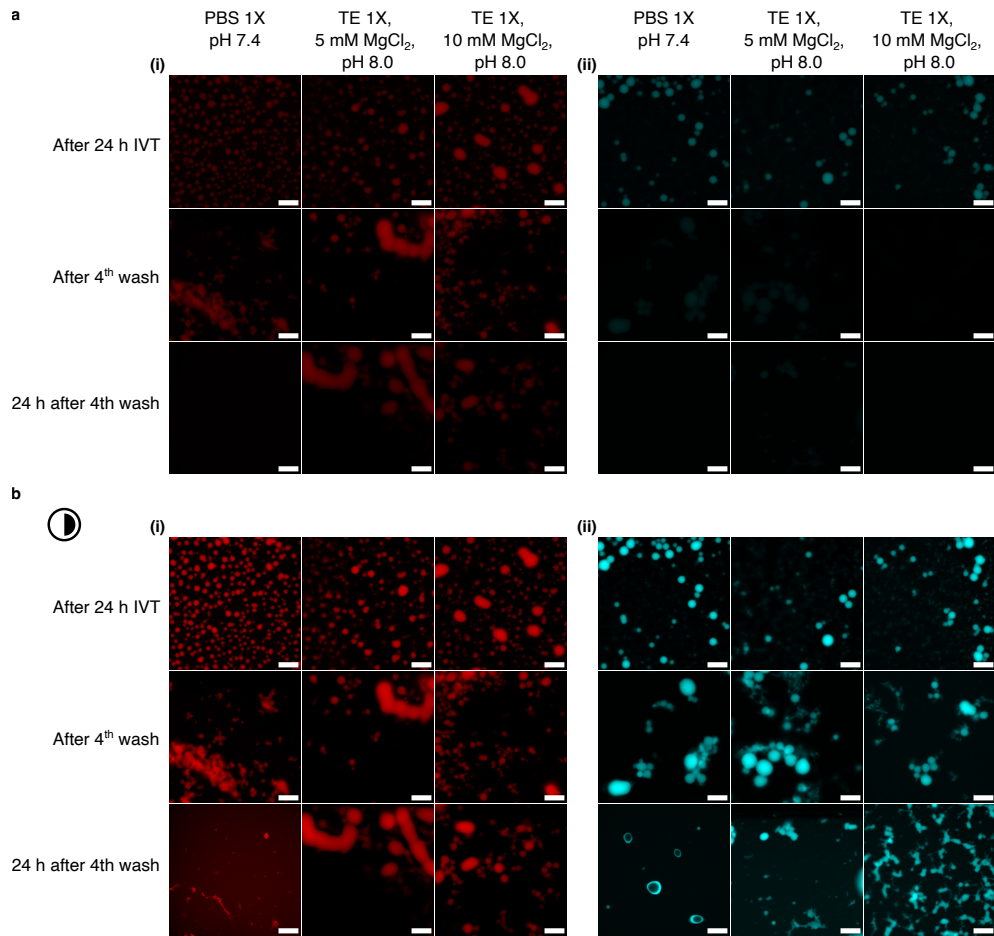 a
PBS 1X
pH 7.4
TE 1X,
5 mM MgCl₂,
pH 8.0
TE 1X,
10 mM MgCl₂,
pH 8.0
PBS 1X
pH 7.4
TE 1X,
5 mM MgCl₂,
pH 8.0
TE 1X,
10 mM MgCl₂,
pH 8.0
(i)
(ii)
After 24 h IVT
After 4ᵗʰ wash
24 h after 4th wash
b
(i)
(ii)
After 24 h IVT
After 4ᵗʰ wash
24 h after 4th wash